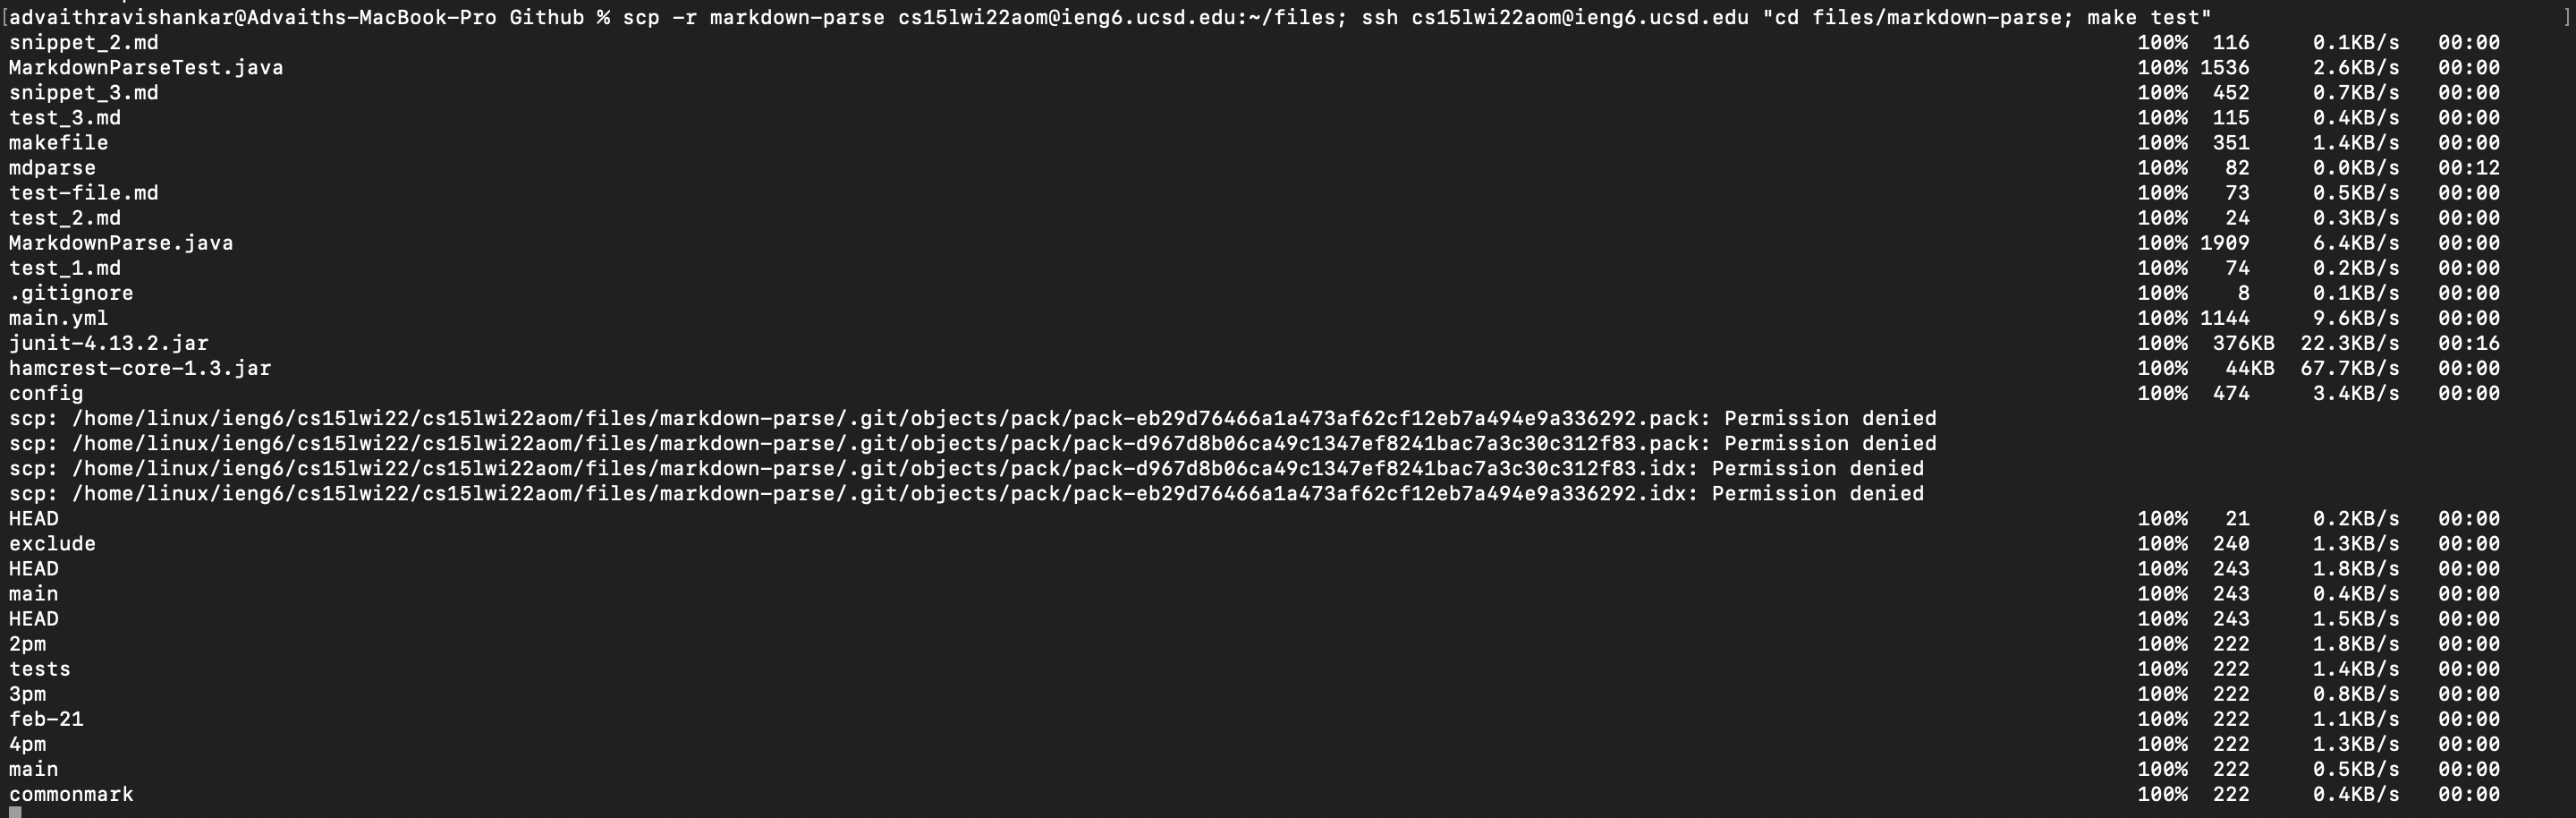 [advaithravishankar@Advaiths-MacBook-Pro Github % scp -r markdown-parse cs15lwi22aom@ieng6.ucsd.edu:~/files; ssh cs15lwi22aom@ieng6.ucsd.edu "cd files/markdown-parse; make test" ]
snippet_2.md 100% 116 0.1KB/s 00:00
MarkdownParseTest.java 100% 1536 2.6KB/s 00:00
snippet_3.md 100% 452 0.7KB/s 00:00
test_3.md 100% 115 0.4KB/s 00:00
makefile 100% 351 1.4KB/s 00:00
mdparse 100% 82 0.0KB/s 00:12
test-file.md 100% 73 0.5KB/s 00:00
test_2.md 100% 24 0.3KB/s 00:00
MarkdownParse.java 100% 1909 6.4KB/s 00:00
test_1.md 100% 74 0.2KB/s 00:00
.gitignore 100% 8 0.1KB/s 00:00
main.yml 100% 1144 9.6KB/s 00:00
junit-4.13.2.jar 100% 376KB 22.3KB/s 00:16
hamcrest-core-1.3.jar 100% 44KB 67.7KB/s 00:00
config 100% 474 3.4KB/s 00:00
scp: /home/linux/ieng6/cs15lwi22/cs15lwi22aom/files/markdown-parse/.git/objects/pack/pack-eb29d76466a1a473af62cf12eb7a494e9a336292.pack: Permission denied
scp: /home/linux/ieng6/cs15lwi22/cs15lwi22aom/files/markdown-parse/.git/objects/pack/pack-d967d8b06ca49c1347ef8241bac7a3c30c312f83.pack: Permission denied
scp: /home/linux/ieng6/cs15lwi22/cs15lwi22aom/files/markdown-parse/.git/objects/pack/pack-d967d8b06ca49c1347ef8241bac7a3c30c312f83.idx: Permission denied
scp: /home/linux/ieng6/cs15lwi22/cs15lwi22aom/files/markdown-parse/.git/objects/pack/pack-eb29d76466a1a473af62cf12eb7a494e9a336292.idx: Permission denied
HEAD 100% 21 0.2KB/s 00:00
exclude 100% 240 1.3KB/s 00:00
HEAD 100% 243 1.8KB/s 00:00
main 100% 243 0.4KB/s 00:00
HEAD 100% 243 1.5KB/s 00:00
2pm 100% 222 1.8KB/s 00:00
tests 100% 222 1.4KB/s 00:00
3pm 100% 222 0.8KB/s 00:00
feb-21 100% 222 1.1KB/s 00:00
4pm 100% 222 1.3KB/s 00:00
main 100% 222 0.5KB/s 00:00
commonmark 100% 222 0.4KB/s 00:00